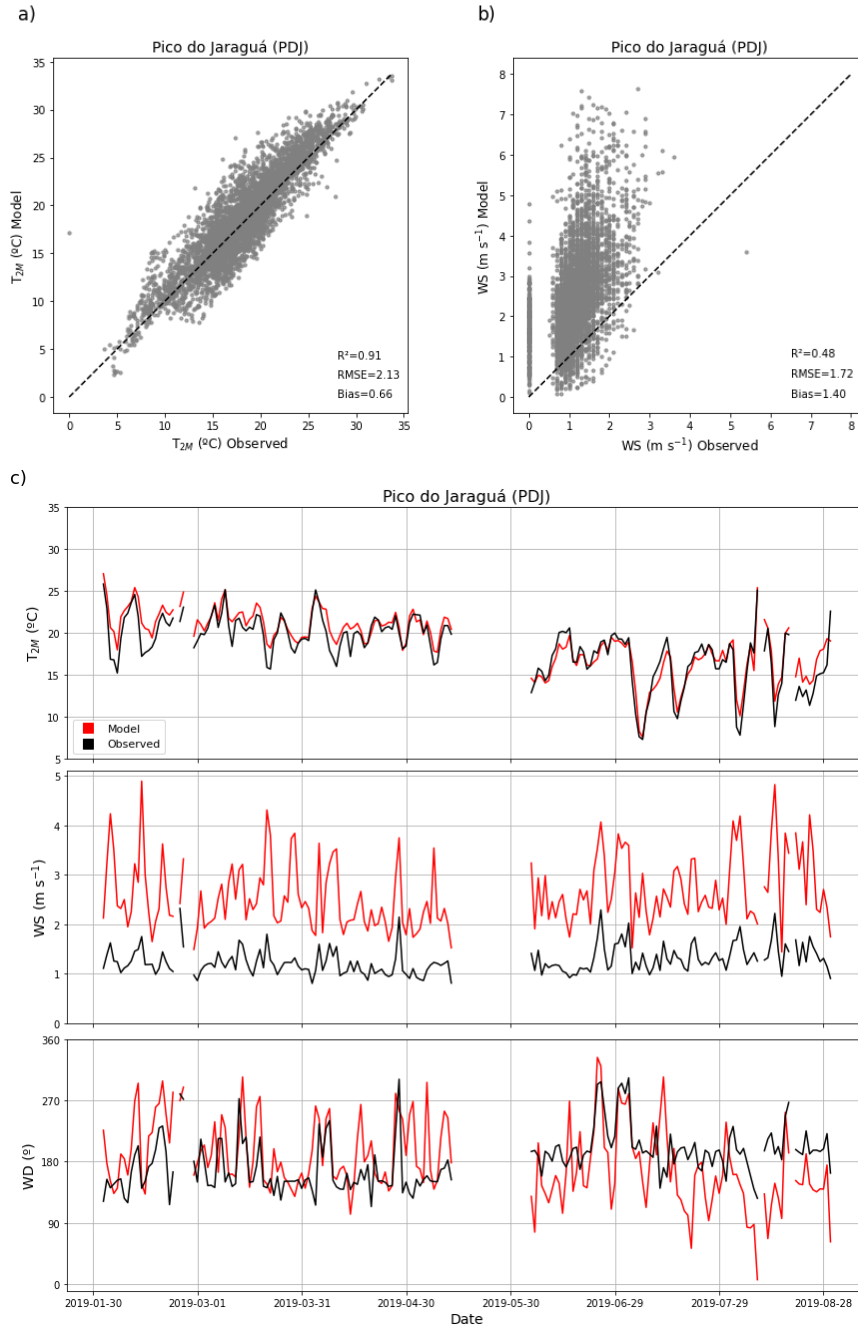 a)
Pico do Jaraguá (PDJ)
35
30
25
20
15
10
5
0
T2M (ºC) Model
R²=0.91
RMSE=2.13
Bias=0.66
0 5 10 15 20 25 30 35
T2M (ºC) Observed
b)
Pico do Jaraguá (PDJ)
8
7
6
5
4
3
2
1
0
WS (m s−1) Model
R²=0.48
RMSE=1.72
Bias=1.40
0 1 2 3 4 5 6 7 8
WS (m s−1) Observed
c)
Pico do Jaraguá (PDJ)
35
30
25
20
15
10
5
T2M (ºC)
Model
Observed
5
4
3
2
1
0
WS (m s−1)
360
270
180
90
0
WD (º)
2019-01-30 2019-03-01 2019-03-31 2019-04-30 2019-05-30 2019-06-29 2019-07-29 2019-08-28
Date